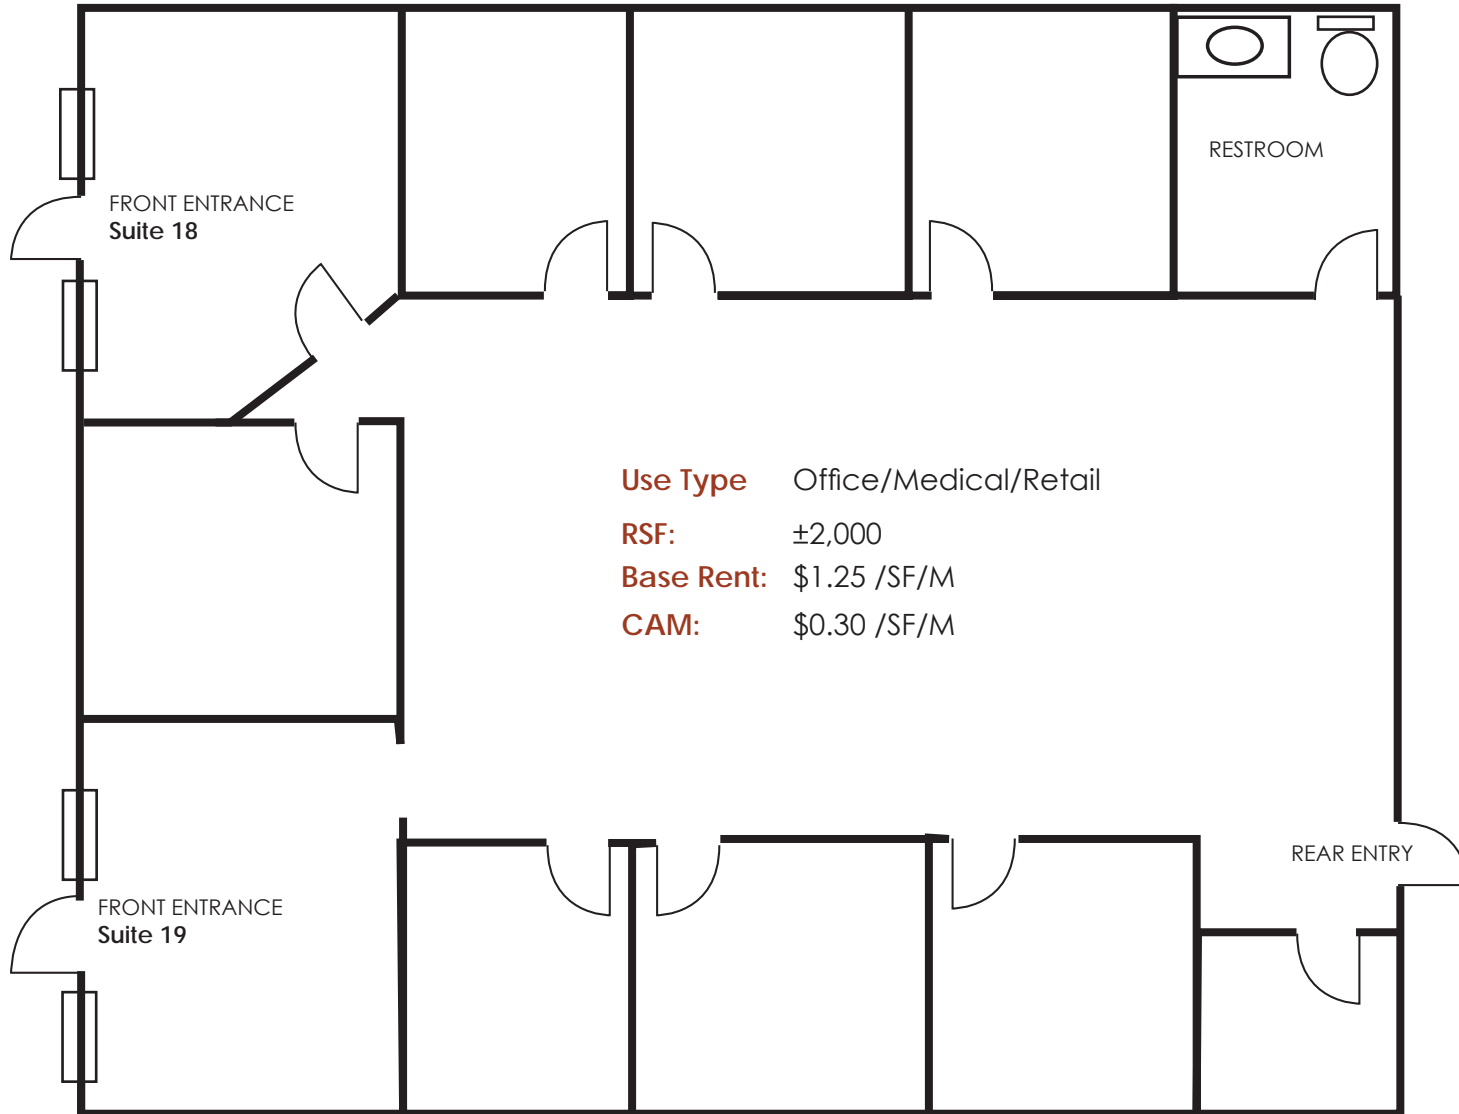 RESTROOM
FRONT ENTRANCE
Suite 18
Use Type Office/Medical/Retail
RSF: ±2,000
Base Rent: $1.25 /SF/M
CAM: $0.30 /SF/M
REAR ENTRY
FRONT ENTRANCE
Suite 19